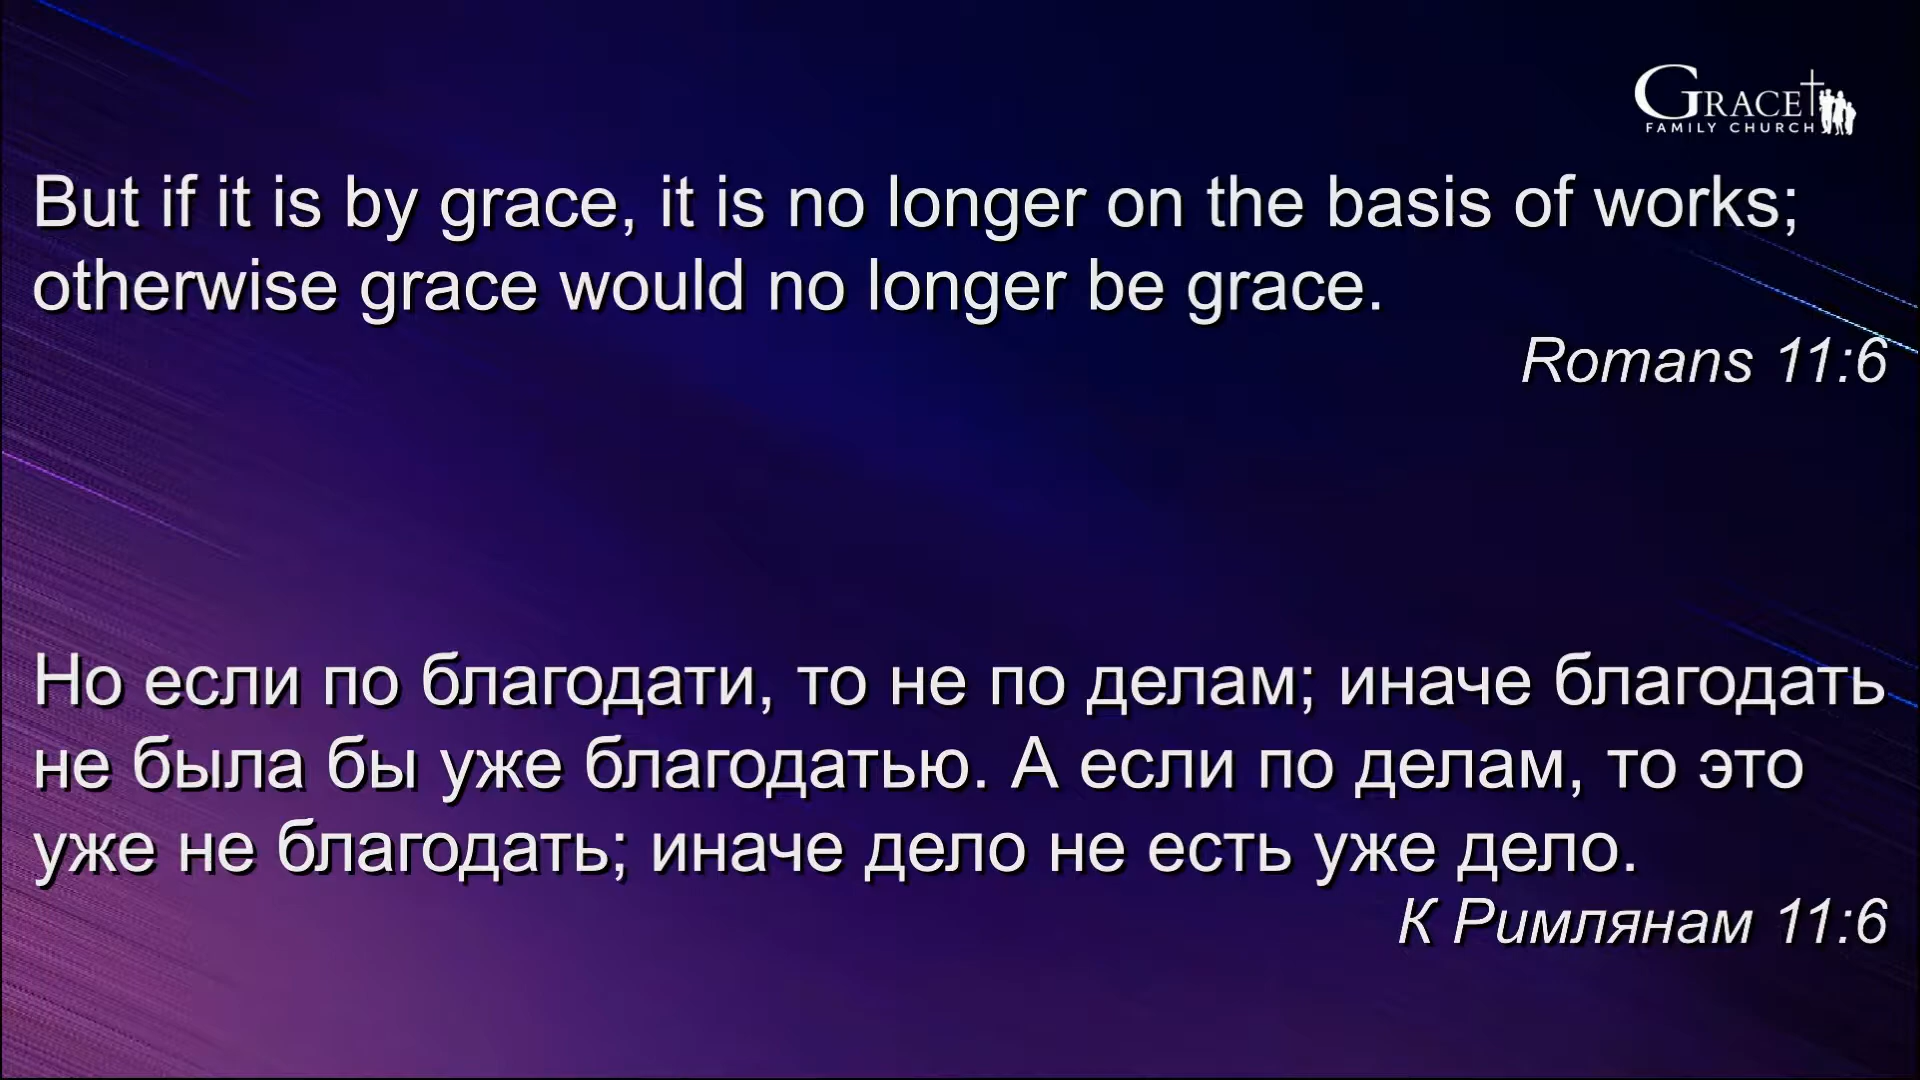 GRACE
FAMILY CHURCH
But if it is by grace, it is no longer on the basis of works;
otherwise grace would no longer be grace.
Romans 11:6
Но если по благодати, то не по делам; иначе благодать
не была бы уже благодатью. А если по делам, то это
уже не благодать; иначе дело не есть уже дело.
К Римлянам 11:6